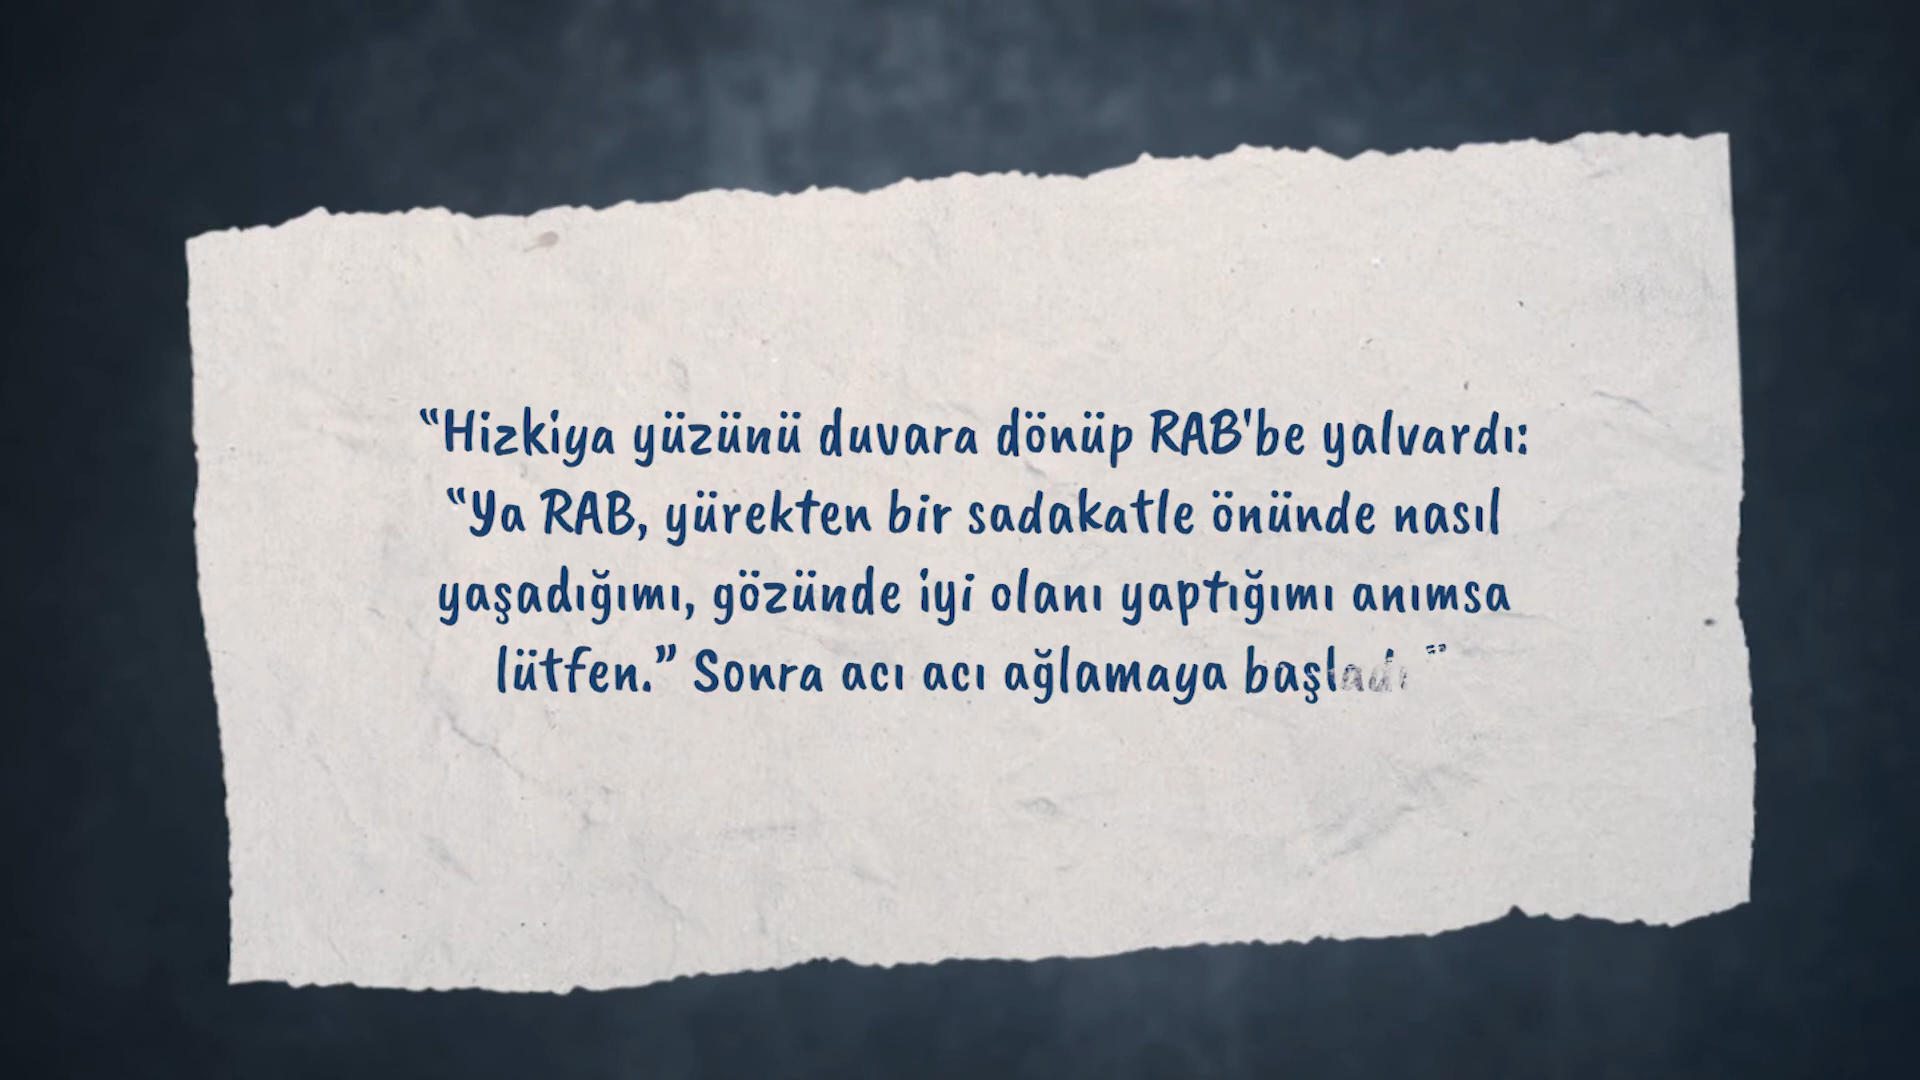 “Hizkiya yüzünü duvara dönüp RAB'be yalvardı:
“Ya RAB, yürekten bir sadakatle önünde nasıl
yaşadığımı, gözünde iyi olanı yaptığımı anımsa
lütfen.” Sonra acı acı ağlamaya başladı.”